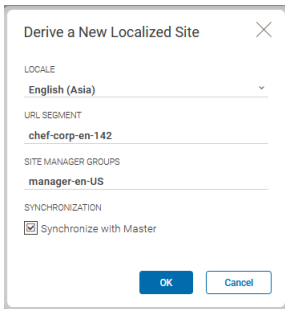 Derive a New Localized Site
LOCALE
English (Asia)
URL SEGMENT
chef-corp-en-142
SITE MANAGER GROUPS
manager-en-US
SYNCHRONIZATION
Synchronize with Master
OK
Cancel